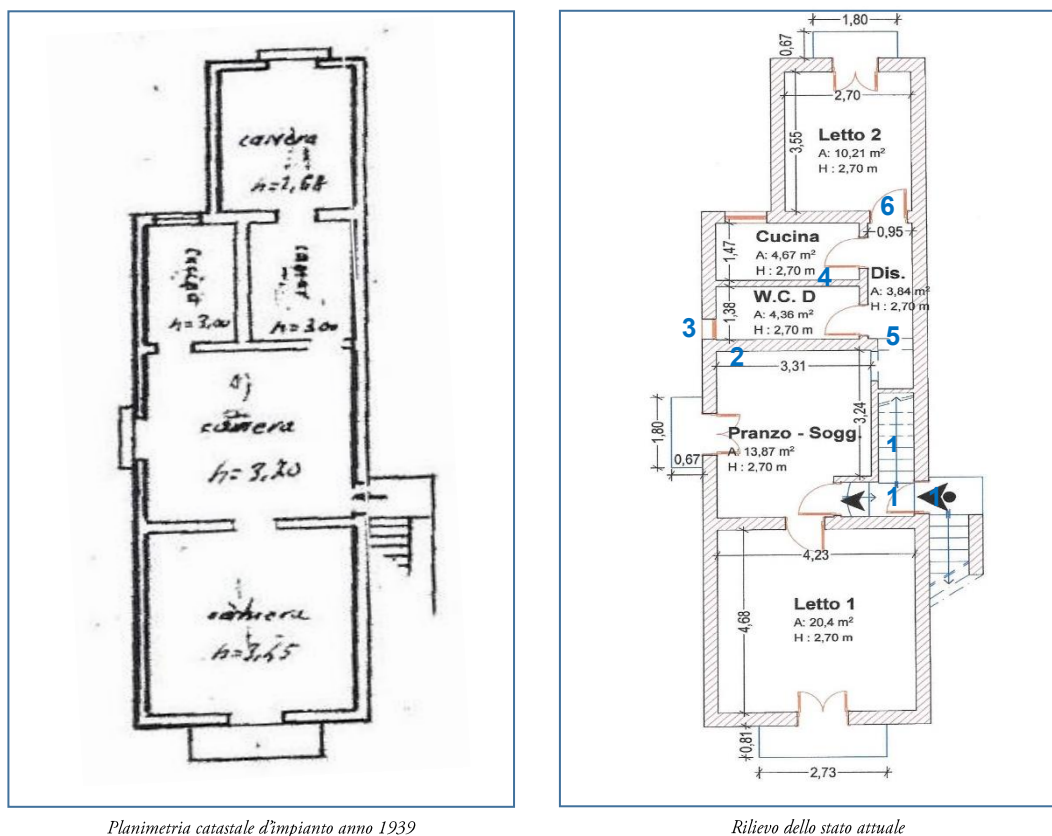 camera
h=2,68
cucina
h=3,00
h=3,00
camera
h=3,20
camera
h=3,45
Planimetria catastale d'impianto anno 1939
1,80
0,67
2,70
3,55
Letto 2
A: 10,21 m²
H : 2,70 m
6
0,95
Cucina
A: 4,67 m²
H : 2,70 m
1,47
4
Dis.
A: 3,84 m²
H : 2,70 m
W.C. D
A: 4,36 m²
H : 2,70 m
1,38
3
5
2
3,31
3,24
1,80
0,67
Pranzo - Sogg.
A: 13,87 m²
H : 2,70 m
1
1
1
4,23
4,68
Letto 1
A: 20,4 m²
H : 2,70 m
0,81
2,73
Rilievo dello stato attuale